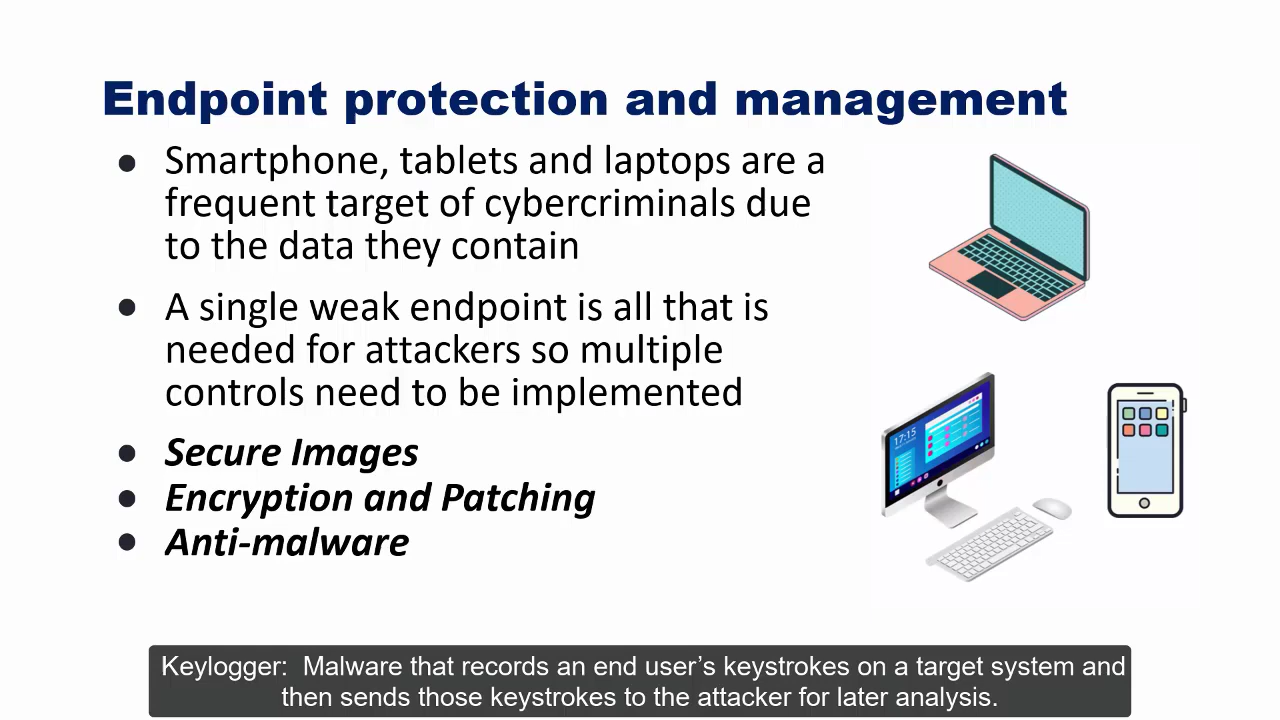 Endpoint protection and management
● Smartphone, tablets and laptops are a
frequent target of cybercriminals due
to the data they contain
● A single weak endpoint is all that is
needed for attackers so multiple
controls need to be implemented
● Secure Images
● Encryption and Patching
● Anti-malware
17:15
Keylogger:  Malware that records an end user’s keystrokes on a target system and
then sends those keystrokes to the attacker for later analysis.